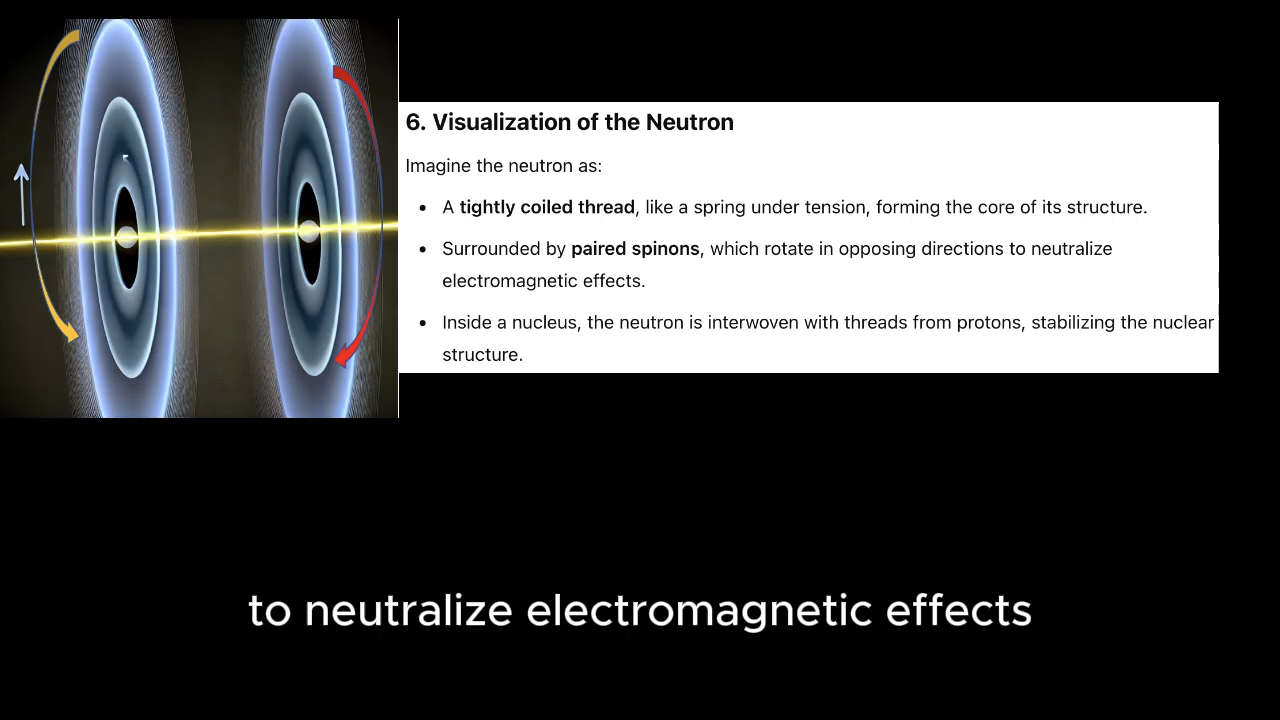 6. Visualization of the Neutron
Imagine the neutron as:
• A tightly coiled thread, like a spring under tension, forming the core of its structure.
• Surrounded by paired spinons, which rotate in opposing directions to neutralize
electromagnetic effects.
• Inside a nucleus, the neutron is interwoven with threads from protons, stabilizing the nuclear
structure.
to neutralize electromagnetic effects